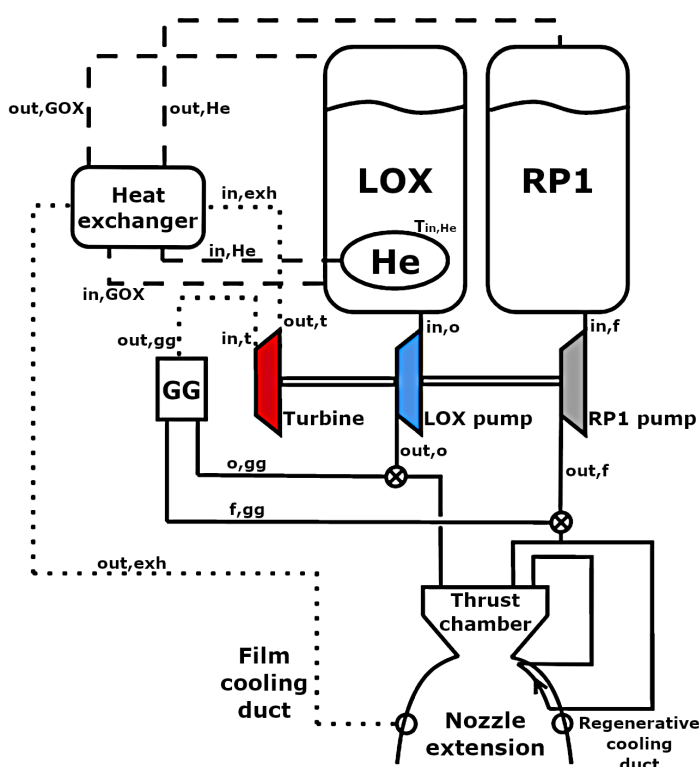 out,GOX
out,He
LOX
RP1
Heat
exchanger
in,exh
Tin,He
in,He
He
in,GOX
out,t
in,o
in,f
out,gg
in,t
GG
Turbine
LOX pump
RP1 pump
out,o
o,gg
out,f
f,gg
out,exh
Thrust
chamber
Film
cooling
duct
Nozzle
extension
Regenerative
cooling
duct